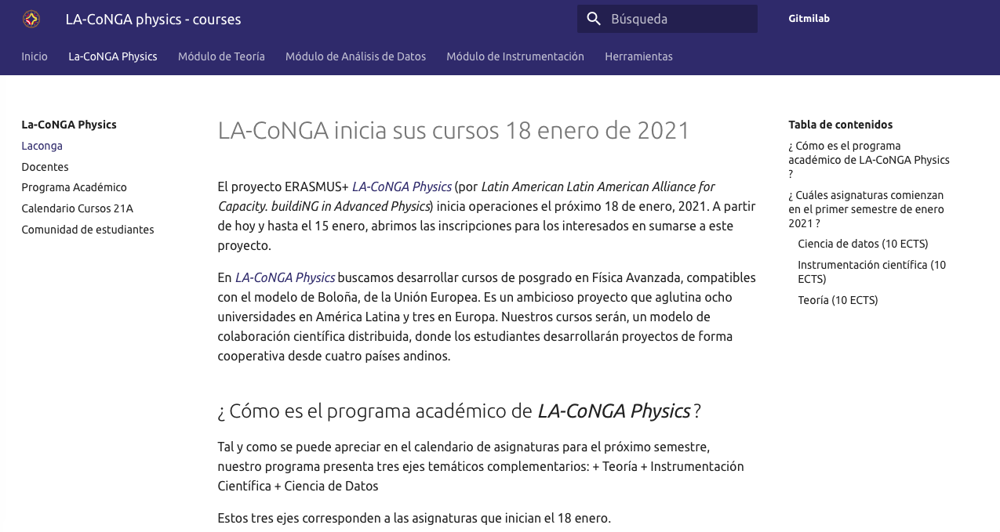 LA-CoNGA physics - courses
Búsqueda
Gitmilab
Inicio
La-CoNGA Physics
Módulo de Teoría
Módulo de Análisis de Datos
Módulo de Instrumentación
Herramientas
La-CoNGA Physics
Laconga
Docentes
Programa Académico
Calendario Cursos 21A
Comunidad de estudiantes
LA-CoNGA inicia sus cursos 18 enero de 2021
El proyecto ERASMUS+ LA-CoNGA Physics (por Latin American Latin American Alliance for
Capacity. buildiNG in Advanced Physics) inicia operaciones el próximo 18 de enero, 2021. A partir
de hoy y hasta el 15 enero, abrimos las inscripciones para los interesados en sumarse a este
proyecto.
En LA-CoNGA Physics buscamos desarrollar cursos de posgrado en Física Avanzada, compatibles
con el modelo de Boloña, de la Unión Europea. Es un ambicioso proyecto que aglutina ocho
universidades en América Latina y tres en Europa. Nuestros cursos serán, un modelo de
colaboración científica distribuida, donde los estudiantes desarrollarán proyectos de forma
cooperativa desde cuatro países andinos.
¿ Cómo es el programa académico de LA-CoNGA Physics ?
Tal y como se puede apreciar en el calendario de asignaturas para el próximo semestre,
nuestro programa presenta tres ejes temáticos complementarios: + Teoría + Instrumentación
Científica + Ciencia de Datos
Estos tres ejes corresponden a las asignaturas que inician el 18 enero.
Tabla de contenidos
¿ Cómo es el programa
académico de LA-CoNGA Physics
?
¿ Cuáles asignaturas comienzan
en el primer semestre de enero
2021 ?
Ciencia de datos (10 ECTS)
Instrumentación científica (10
ECTS)
Teoría (10 ECTS)